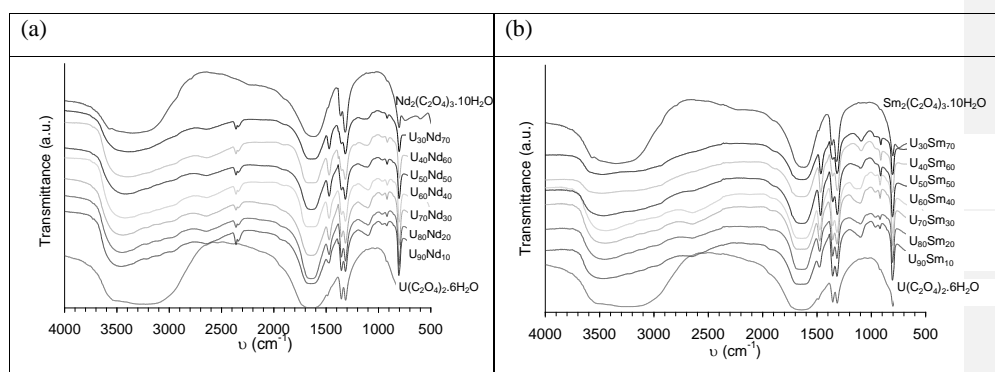 (a)
Transmittance (a.u.)
Nd₂(C₂O₄)₃.10H₂O
U₃₀Nd₇₀
U₄₀Nd₆₀
U₅₀Nd₅₀
U₆₀Nd₄₀
U₇₀Nd₃₀
U₈₀Nd₂₀
U₉₀Nd₁₀
U(C₂O₄)₂.6H₂O
4000 3500 3000 2500 2000 1500 1000 500
υ (cm⁻¹)
(b)
Transmittance (a.u.)
Sm₂(C₂O₄)₃.10H₂O
U₃₀Sm₇₀
U₄₀Sm₆₀
U₅₀Sm₅₀
U₆₀Sm₄₀
U₇₀Sm₃₀
U₈₀Sm₂₀
U₉₀Sm₁₀
U(C₂O₄)₂.6H₂O
4000 3500 3000 2500 2000 1500 1000 500
υ (cm⁻¹)